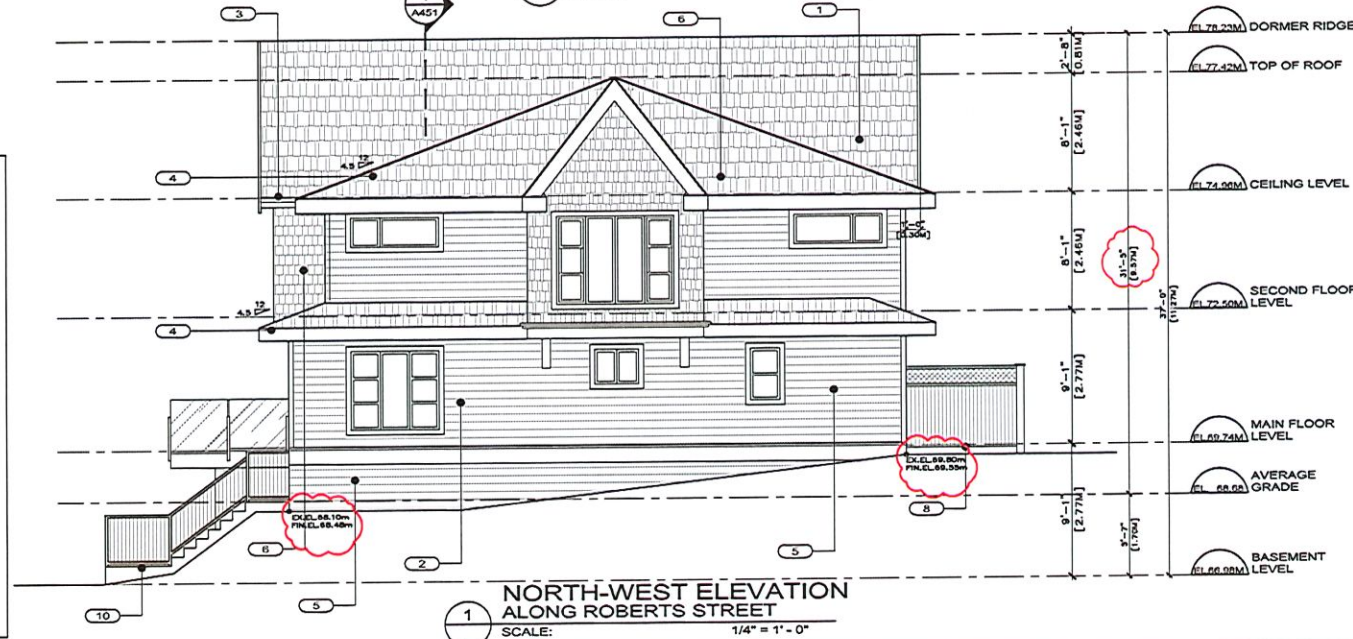 3
A451
6
1
EL.78.23M DORMER RIDGE
2'-8"
[0.81M]
EL.77.42M TOP OF ROOF
8'-1"
[2.46M]
12
4.5
4
EL.74.96M CEILING LEVEL
[0.30M]
8'-1"
[2.46M]
31'-5"
[9.57M]
37'-0"
[11.27M]
EL.72.50M SECOND FLOOR
LEVEL
12
4.5
4
9'-1"
[2.77M]
EL.69.74M MAIN FLOOR
LEVEL
EX.EL.69.80m
FIN.EL.69.55m
AVERAGE
EL. 68.68 GRADE
EX.EL.68.10m
FIN.EL.68.48m
8
9'-1"
[2.77M]
5'-7"
[1.70M]
6
2
5
BASEMENT
EL.66.98M LEVEL
10
5
NORTH-WEST ELEVATION
1 ALONG ROBERTS STREET
SCALE: 1/4" = 1'- 0"